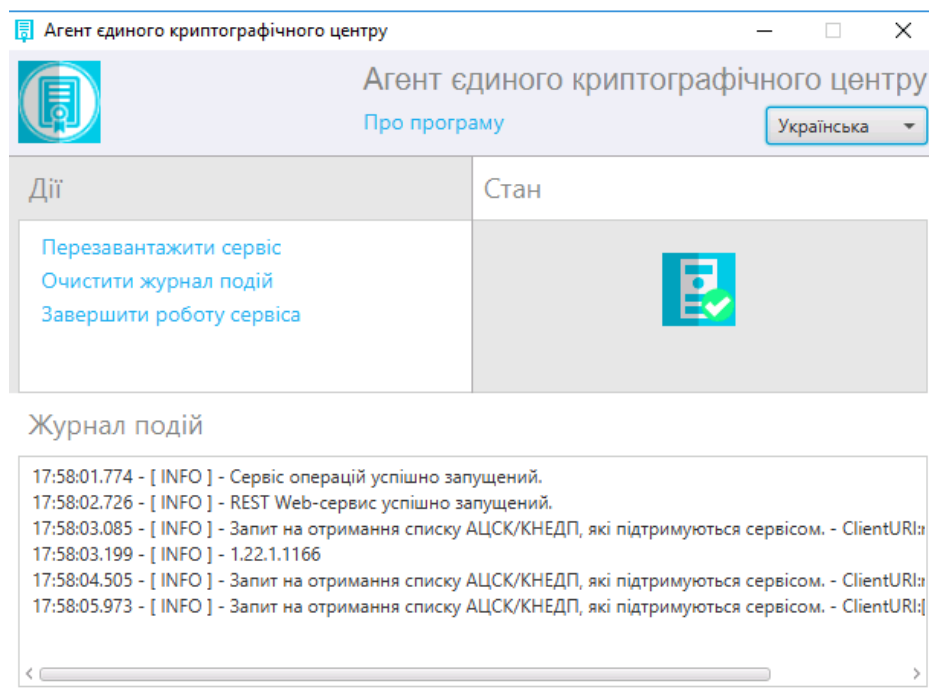 Агент єдиного криптографічного центру
Агент єдиного криптографічного центру
Про програму
Українська
Дії
Стан
Перезавантажити сервіс
Очистити журнал подій
Завершити роботу сервіса
Журнал подій
17:58:01.774 - [ INFO ] - Сервіс операцій успішно запущений.
17:58:02.726 - [ INFO ] - REST Web-сервис успішно запущений.
17:58:03.085 - [ INFO ] - Запит на отримання списку АЦСК/КНЕДП, які підтримуються сервісом. - ClientURI:
17:58:03.199 - [ INFO ] - 1.22.1.1166
17:58:04.505 - [ INFO ] - Запит на отримання списку АЦСК/КНЕДП, які підтримуються сервісом. - ClientURI:
17:58:05.973 - [ INFO ] - Запит на отримання списку АЦСК/КНЕДП, які підтримуються сервісом. - ClientURI:[